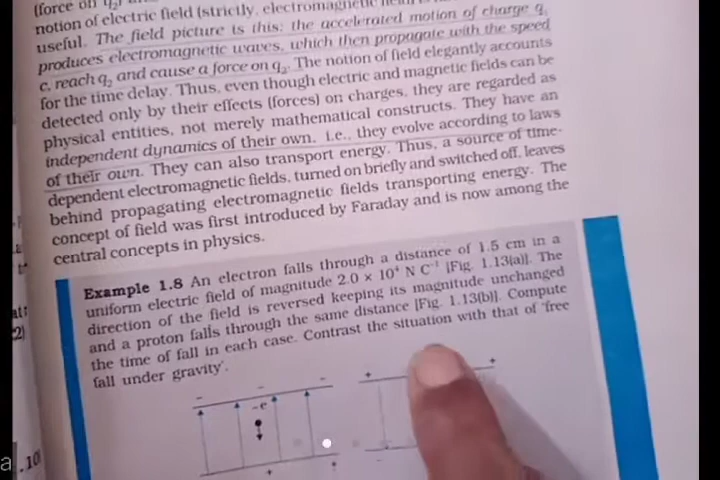 (force on q
notion of electric field (strictly, electromagnetic
useful. The field picture is this: the accelerated motion of charge q
produces electromagnetic waves, which then propagate with the speed
c, reach q₂ and cause a force on q₂. The notion of field elegantly accounts
for the time delay. Thus, even though electric and magnetic fields can be
detected only by their effects (forces) on charges, they are regarded as
physical entities, not merely mathematical constructs. They have an
independent dynamics of their own, i.e., they evolve according to laws
of their own. They can also transport energy. Thus, a source of time-
dependent electromagnetic fields, turned on briefly and switched off, leaves
behind propagating electromagnetic fields transporting energy. The
concept of field was first introduced by Faraday and is now among the
central concepts in physics.
Example 1.8 An electron falls through a distance of 1.5 cm in a
uniform electric field of magnitude 2.0 × 10⁴ N C⁻¹ [Fig. 1.13(a)]. The
direction of the field is reversed keeping its magnitude unchanged
and a proton falls through the same distance [Fig. 1.13(b)]. Compute
the time of fall in each case. Contrast the situation with that of 'free
fall under gravity'.
– – –
–e
+ +
+ +
–
2)
a .10